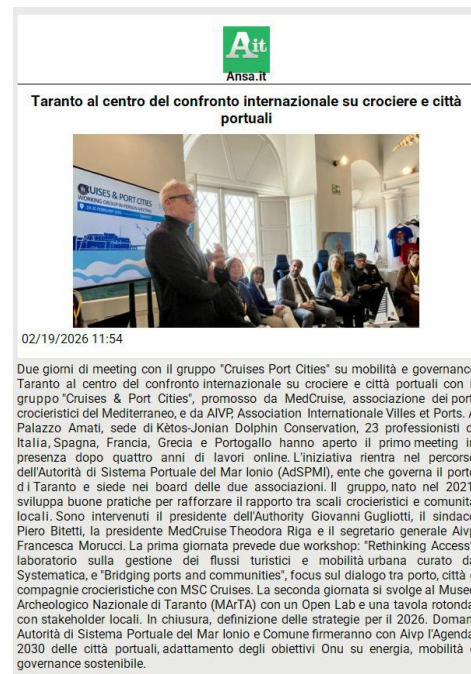 Ait
Ansa.it
Taranto al centro del confronto internazionale su crociere e città
portuali
CRUISES & PORT CITIES
WORKING GROUP IN-PERSON MEETING
02/19/2026 11:54
Due giorni di meeting con il gruppo "Cruises Port Cities" su mobilità e governance
Taranto al centro del confronto internazionale su crociere e città portuali con
gruppo "Cruises & Port Cities", promosso da MedCruise, associazione dei port
crocieristici del Mediterraneo, e da AIVP, Association Internationale Villes et Ports.
Palazzo Amati, sede di Kètos-Jonian Dolphin Conservation, 23 professionisti d
Italia, Spagna, Francia, Grecia e Portogallo hanno aperto il primo meeting i
presenza dopo quattro anni di lavori online. L'iniziativa rientra nel percorso
dell'Autorità di Sistema Portuale del Mar Ionio (AdSPMI), ente che governa il porto
d i Taranto e siede nei board delle due associazioni. Il gruppo, nato nel 2021
sviluppa buone pratiche per rafforzare il rapporto tra scali crocieristici e comunità
locali. Sono intervenuti il presidente dell'Authority Giovanni Gugliotti, il sindaco
Piero Bitetti, la presidente MedCruise Theodora Riga e il segretario generale Aivp
Francesca Morucci. La prima giornata prevede due workshop: "Rethinking Access"
laboratorio sulla gestione dei flussi turistici e mobilità urbana curato da
Systematica, e "Bridging ports and communities", focus sul dialogo tra porto, città
compagnie crocieristiche con MSC Cruises. La seconda giornata si svolge al Museo
Archeologico Nazionale di Taranto (MArTA) con un Open Lab e una tavola rotonda
con stakeholder locali. In chiusura, definizione delle strategie per il 2026. Doman
Autorità di Sistema Portuale del Mar Ionio e Comune firmeranno con Aivp l'Agenda
2030 delle città portuali, adattamento degli obiettivi Onu su energia, mobilità
governance sostenibile.